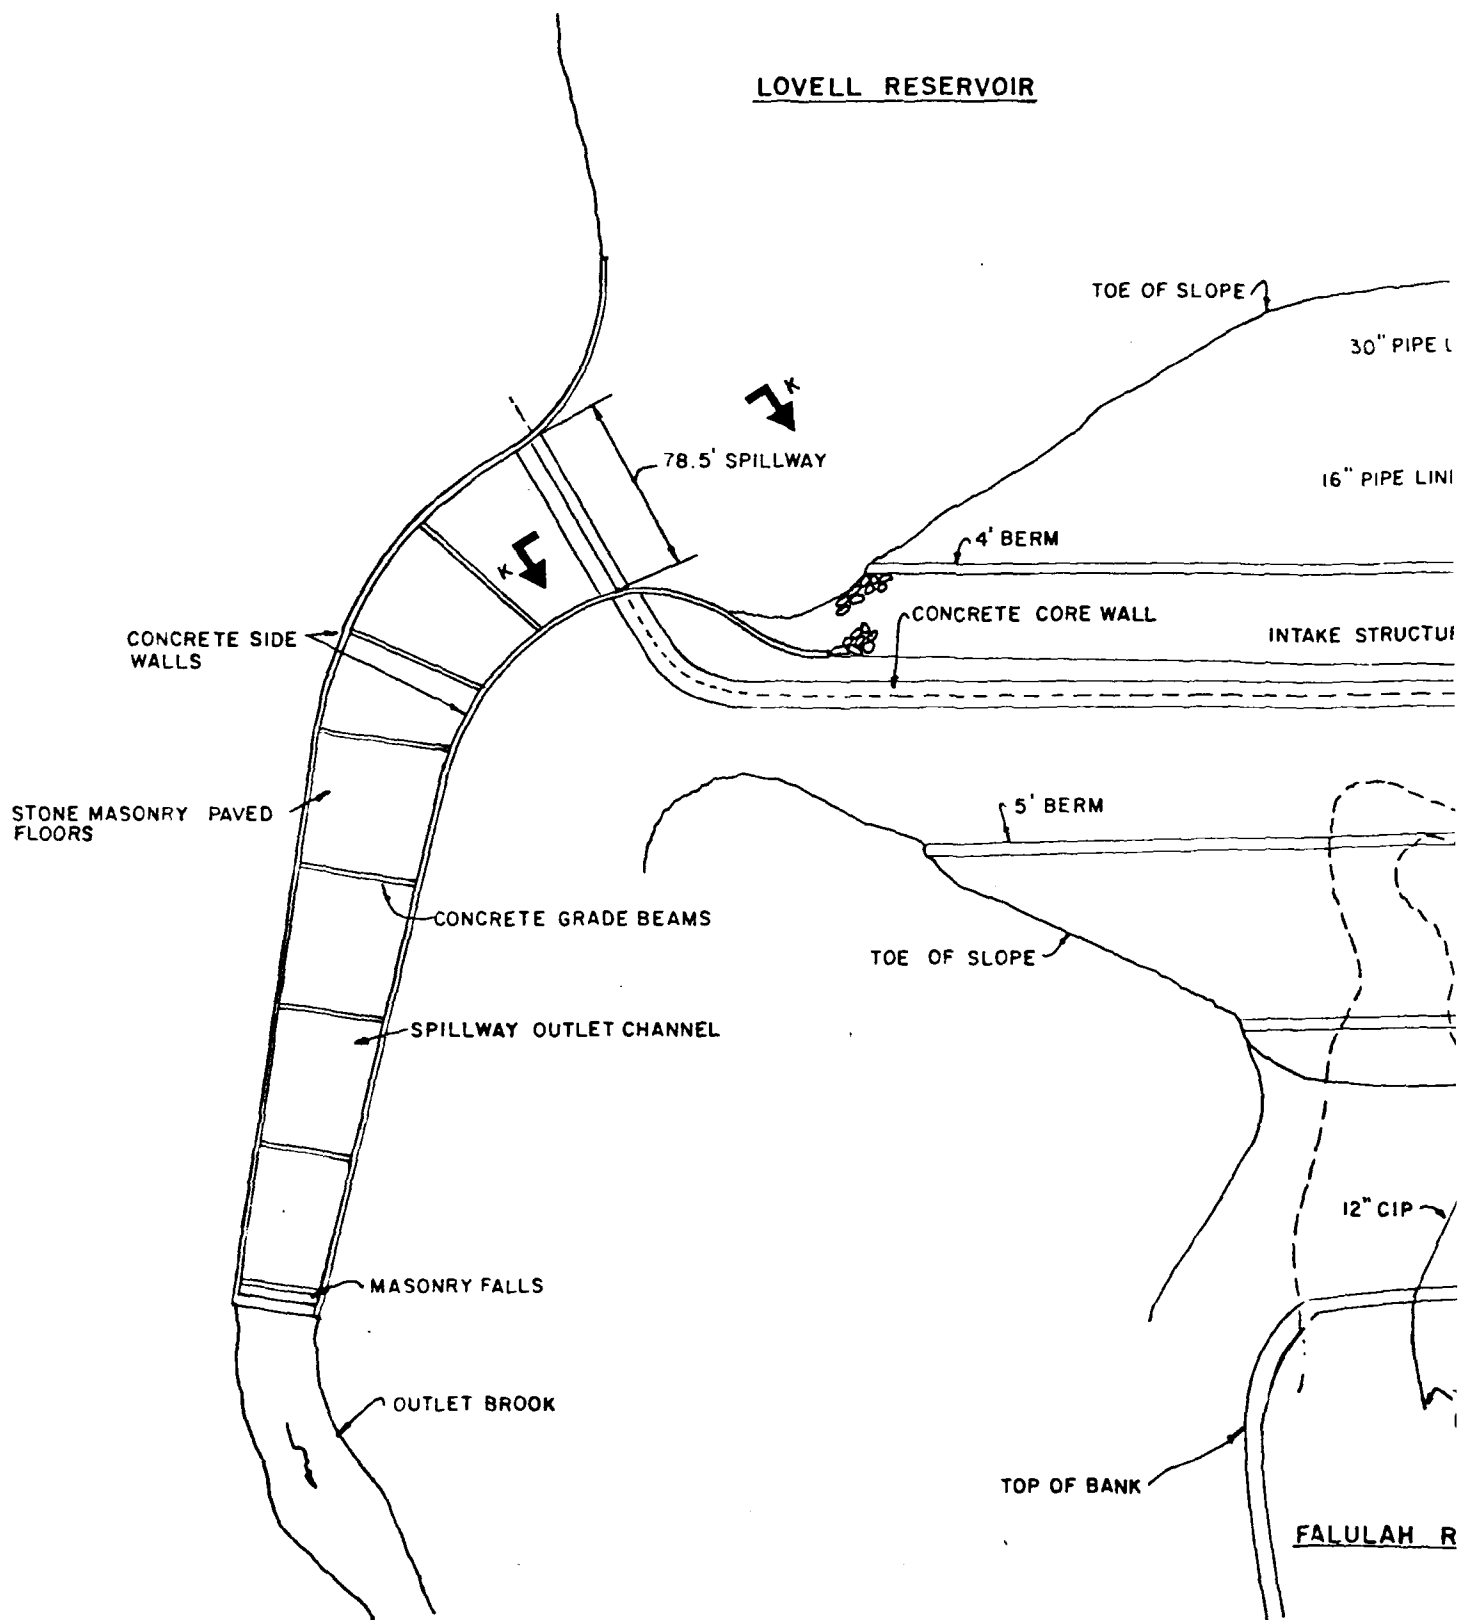 LOVELL RESERVOIR
TOE OF SLOPE
30" PIPE L
K
78.5' SPILLWAY
16" PIPE LINI
4' BERM
K
CONCRETE CORE WALL
CONCRETE SIDE
WALLS
INTAKE STRUCTUR
STONE MASONRY PAVED
FLOORS
5' BERM
CONCRETE GRADE BEAMS
TOE OF SLOPE
SPILLWAY OUTLET CHANNEL
12" CIP
MASONRY FALLS
OUTLET BROOK
TOP OF BANK
FALULAH R